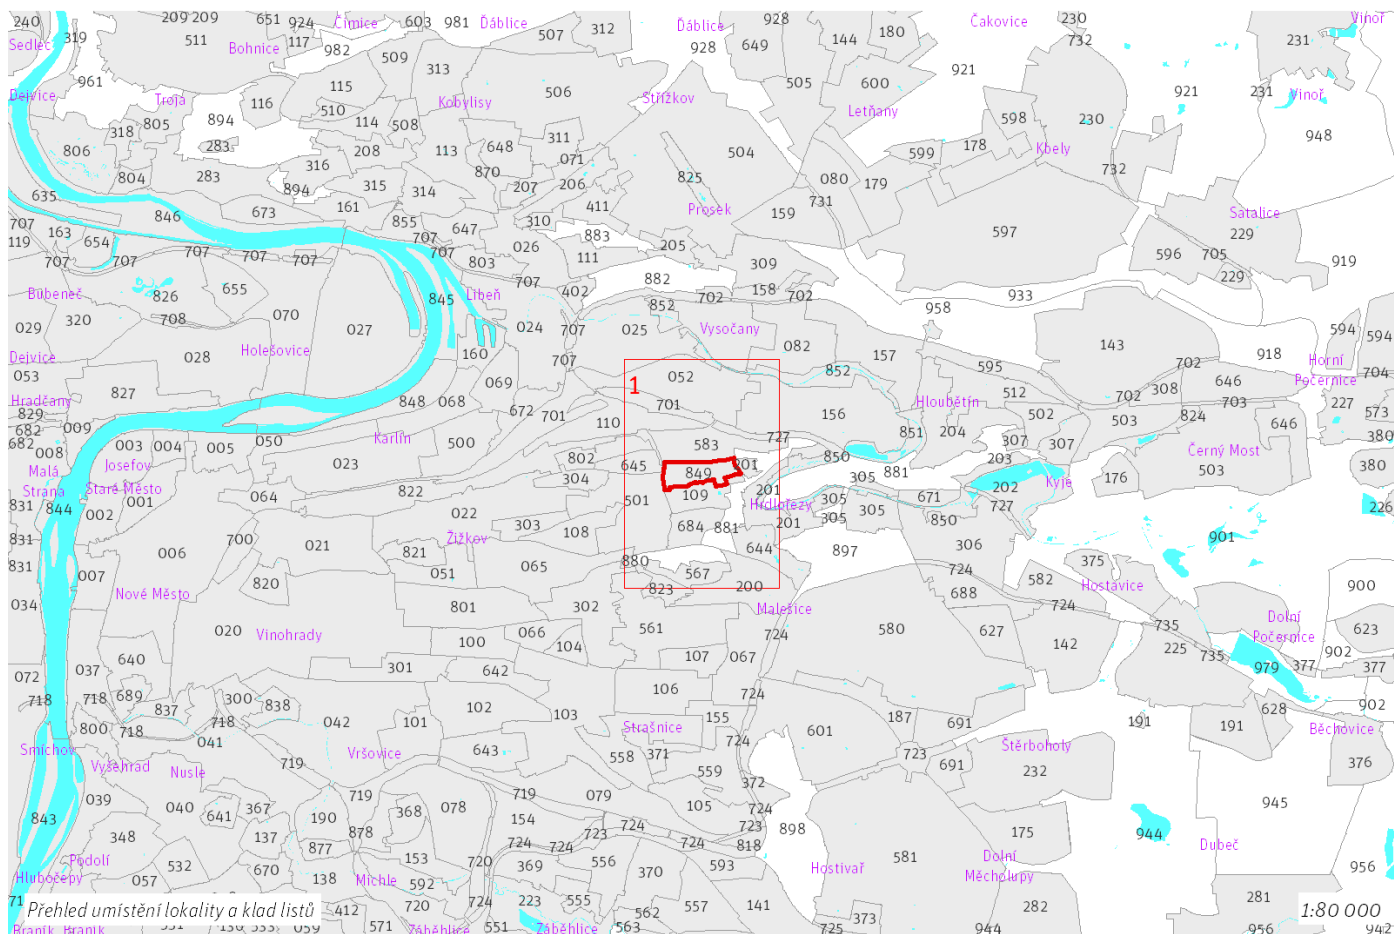 240 319 209 209 651 924 Čimice 603 981 Ďáblice 507 312 Ďáblice 928 Čakovice 230 Vinoř
Sedlec 511 Bohnice 117 982 509 928 649 144 180 732 231
961 313 505 600 921 921 231 Vinoř
Dejvice Troja 116 115 Kobylisy 506 Střížkov Letňany 598 230 948
318 805 894 510 114 508 311 504 599 178 Kbely
806 283 208 113 648 071 825 080 179 732
804 283 316 870 207 206
635 894 315 314 411 731 Satalice
846 673 161 855 647 310 Prosek 159 597 229
707 163 654 707 026 883 205 596 705 919
119 707 707 707 707 707 803 111 309 229
Bubeneč 826 655 845 Libeň 707 402 882 158 702 702 933
029 320 708 070 027 024 707 852 025 Vysočany 958 594 594
Dejvice 028 Holešovice 160 707 082 157 143 918 Horní
053 827 069 1 052 852 595 702 646 Počernice 704
Hradčany 848 068 672 701 701 156 Hloubětín 512 702 308 703 227
829 009 050 Karlín 110 727 851 204 502 503 824 646 573
682 682 008 003 004 005 500 583 307 307 Černý Most 380
Malá Josefov 023 802 645 849 201 850 203 503 380
Strana Staré Město 304 305 881 202 Kyje 176
831 844 001 064 822 501 109 201 Hrdlořezy 305 671 727 226
002 022 303 108 684 881 201 305 305 850
831 006 700 021 Žižkov 897 306 901
831 007 821 065 880 644 724 375 900
034 820 051 567 582 Hostavice
Nové Město 823 200 688
801 302 Malešice 724 Dolní
020 Vinohrady 066 561 724 580 627 735 Počernice 623
100 104 142 225 735 902
037 640 301 642 107 067 979 377 377
072 689 106 724
718 718 837 300 838 102 103 155 187 628 902
800 718 718 042 101 Strašnice 601 691 191 191 Běchovice
Smíchov 041 Vršovice 643 558 371 724 723 Štěrboholy
Vyšehrad Nusle 719 559 372 691 232 376
039 040 367 719 719 079 105 724 945
843 641 190 368 078 154 723 724 724 723 898 175 944
348 137 878 724 724 818 Dubeč
Podolí 532 877 153 720 369 556 593 581 Dolní 956
Hlubočepy 057 670 138 Michle 592 370 Hostivař Měcholupy
71 412 720 724 223 555 562 557 141 373 282 281
Přehled umístění lokality a klad listů 1:80 000
Braník Braník 059 571 Záběhlice 551 Záběhlice 563 725 944 956